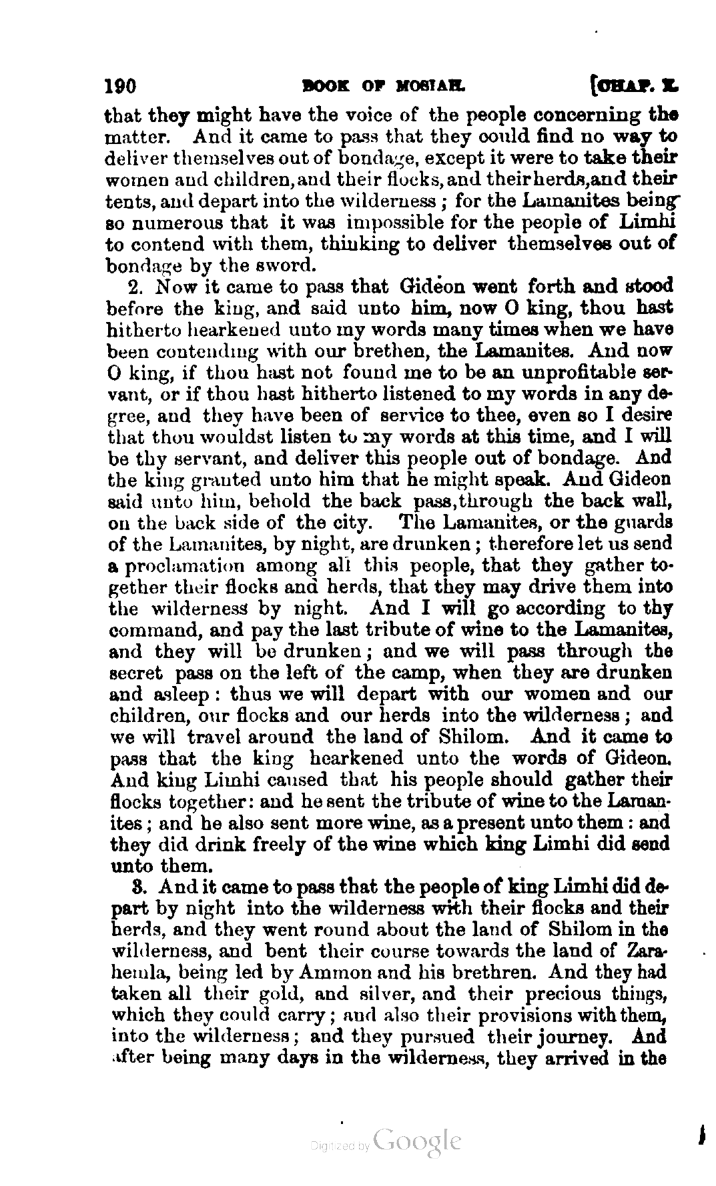 190 BOOK OF MOSIAH. [CHAP. X.
that they might have the voice of the people concerning the
matter. And it came to pass that they could find no way to
deliver themselves out of bondage, except it were to take their
women and children, and their flocks, and their herds, and their
tents, and depart into the wilderness; for the Lamanites being
so numerous that it was impossible for the people of Limhi
to contend with them, thinking to deliver themselves out of
bondage by the sword.
2. Now it came to pass that Gideon went forth and stood
before the king, and said unto him, now O king, thou hast
hitherto hearkened unto my words many times when we have
been contending with our brethen, the Lamanites. And now
O king, if thou hast not found me to be an unprofitable ser-
vant, or if thou hast hitherto listened to my words in any de-
gree, and they have been of service to thee, even so I desire
that thou wouldst listen to my words at this time, and I will
be thy servant, and deliver this people out of bondage. And
the king granted unto him that he might speak. And Gideon
said unto him, behold the back pass, through the back wall,
on the back side of the city. The Lamanites, or the guards
of the Lamanites, by night, are drunken; therefore let us send
a proclamation among all this people, that they gather to-
gether their flocks and herds, that they may drive them into
the wilderness by night. And I will go according to thy
command, and pay the last tribute of wine to the Lamanites,
and they will be drunken; and we will pass through the
secret pass on the left of the camp, when they are drunken
and asleep: thus we will depart with our women and our
children, our flocks and our herds into the wilderness; and
we will travel around the land of Shilom. And it came to
pass that the king hearkened unto the words of Gideon.
And king Limhi caused that his people should gather their
flocks together: and he sent the tribute of wine to the Laman-
ites; and he also sent more wine, as a present unto them: and
they did drink freely of the wine which king Limhi did send
unto them.
3. And it came to pass that the people of king Limhi did de-
part by night into the wilderness with their flocks and their
herds, and they went round about the land of Shilom in the
wilderness, and bent their course towards the land of Zara-
hemla, being led by Ammon and his brethren. And they had
taken all their gold, and silver, and their precious things,
which they could carry; and also their provisions with them,
into the wilderness; and they pursued their journey. And
after being many days in the wilderness, they arrived in the
Digitized by Google